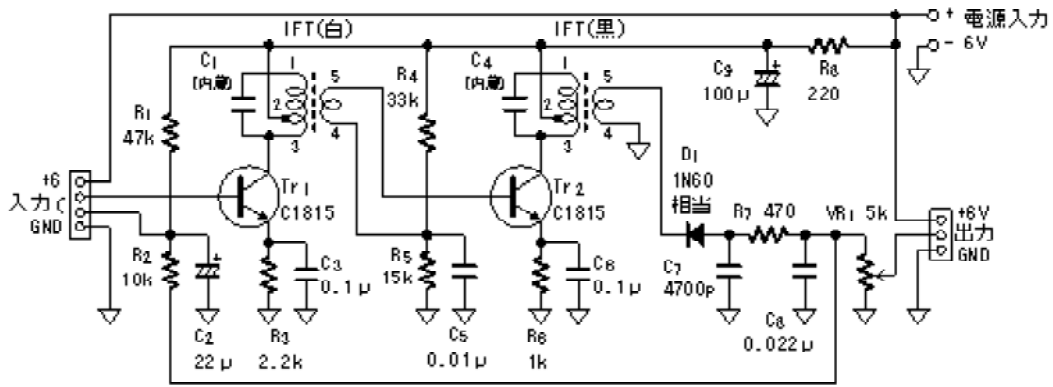 IFT(白)
IFT(黒)
+ 電源入力
- 6V
C1
(内蔵)
1
5
2
4
3
R4
33k
C4
(内蔵)
1
5
2
4
3
C9
100μ
+
R8
220
R1
47k
+6
入力(
GND
Tr1
C1815
Tr2
C1815
D1
1N60
相当
R7 470
VR1 5k
+6V
出力
GND
R2
10k
+
C3
0.1μ
R5
15k
C6
0.1μ
C7
4700p
C2
22μ
R3
2.2k
C5
0.01μ
R6
1k
C8
0.022μ